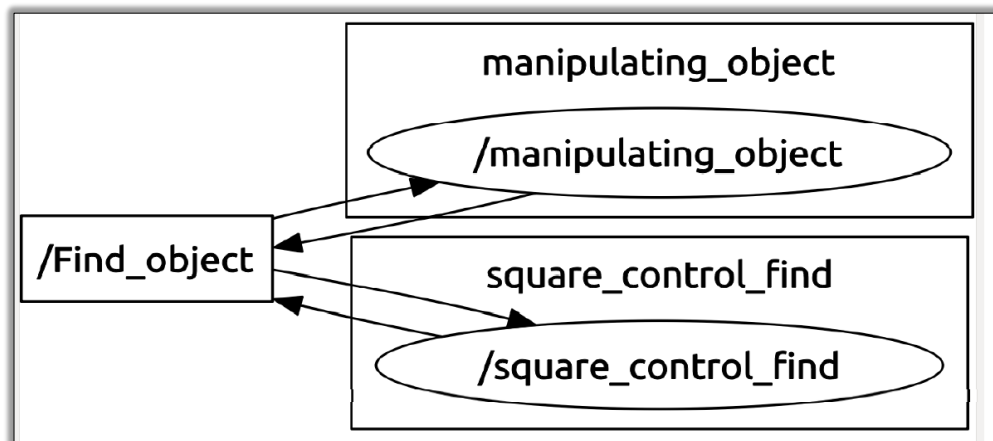 manipulating_object
/manipulating_object
/Find_object
square_control_find
/square_control_find